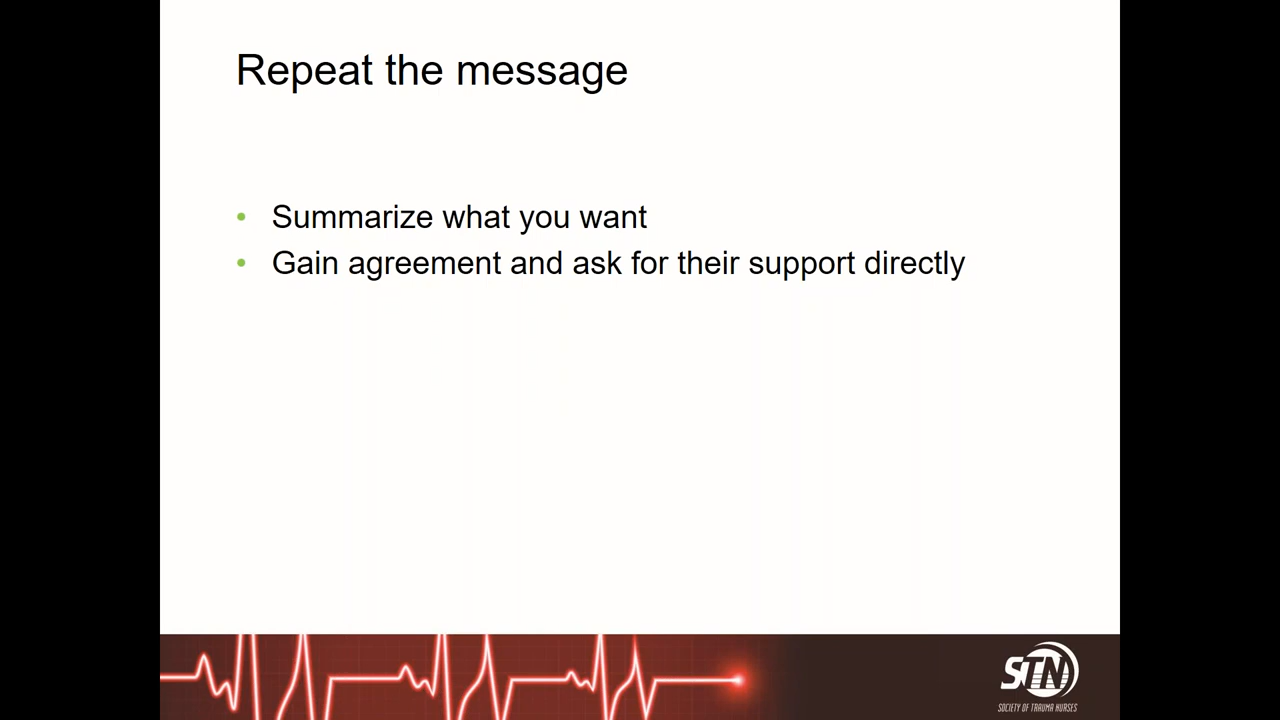 Repeat the message
• Summarize what you want
• Gain agreement and ask for their support directly
STN
SOCIETY OF TRAUMA NURSES